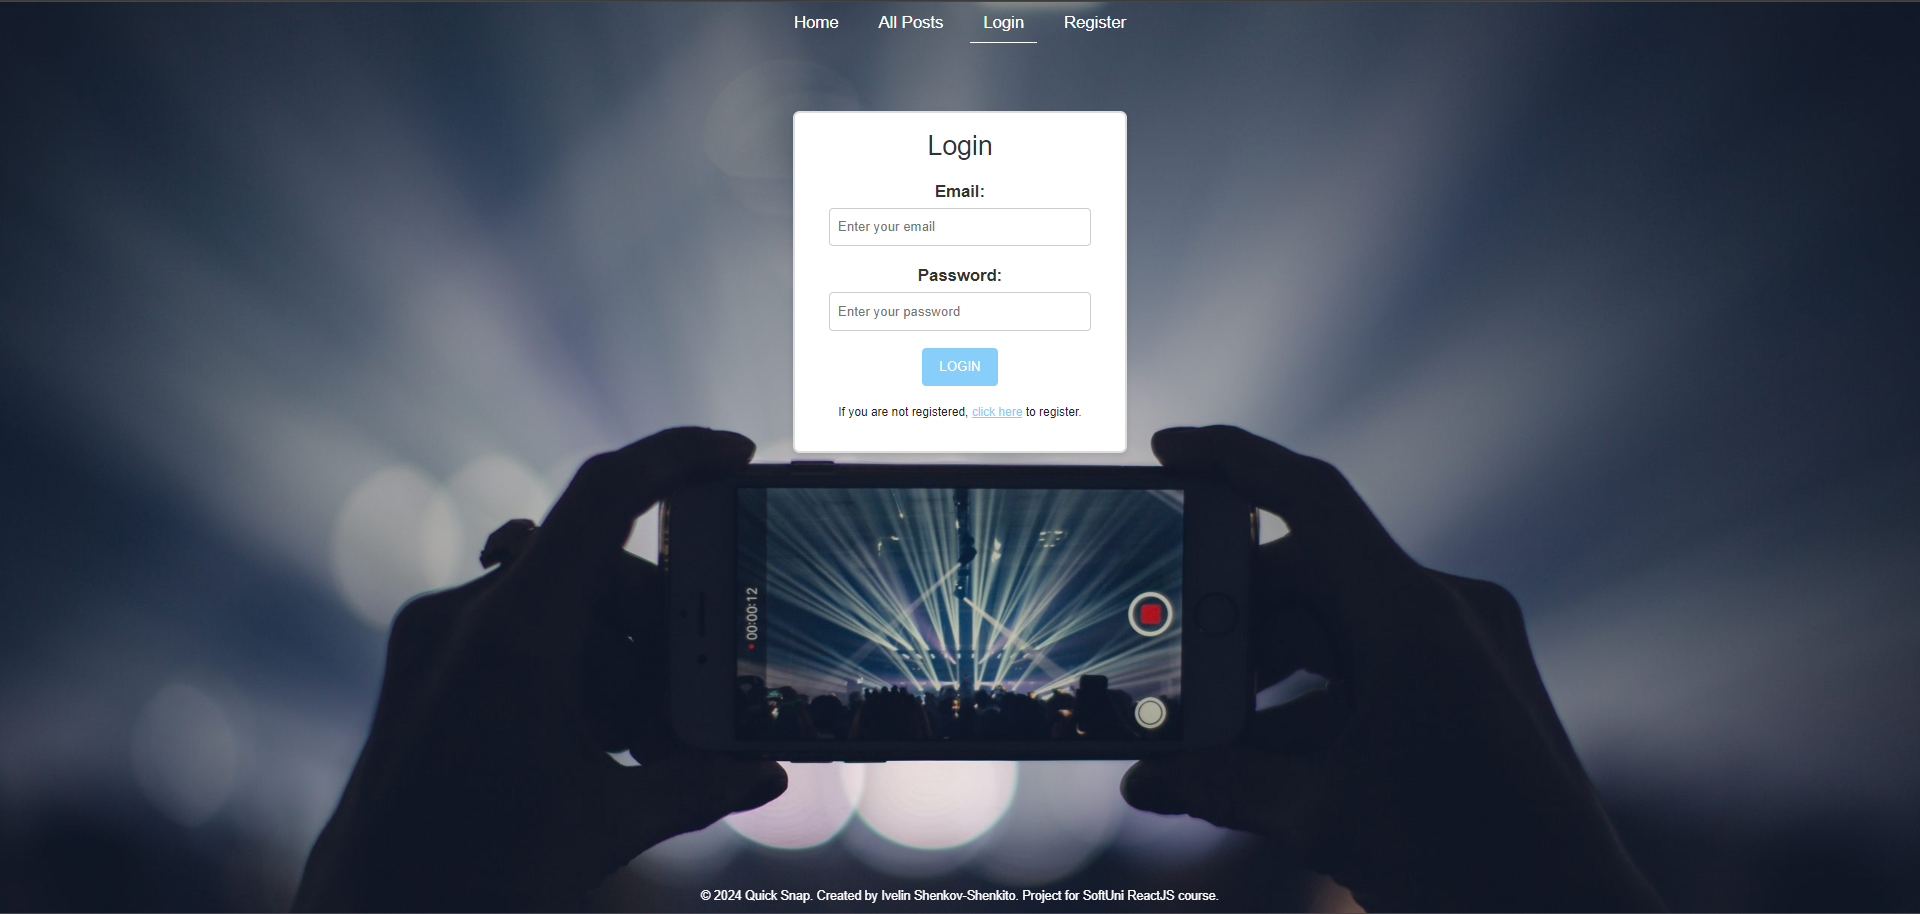 Home All Posts Login Register
Login
Email:
Enter your email
Password:
Enter your password
LOGIN
If you are not registered, click here to register.
00:00:12
© 2024 Quick Snap. Created by Ivelin Shenkov-Shenkito. Project for SoftUni ReactJS course.